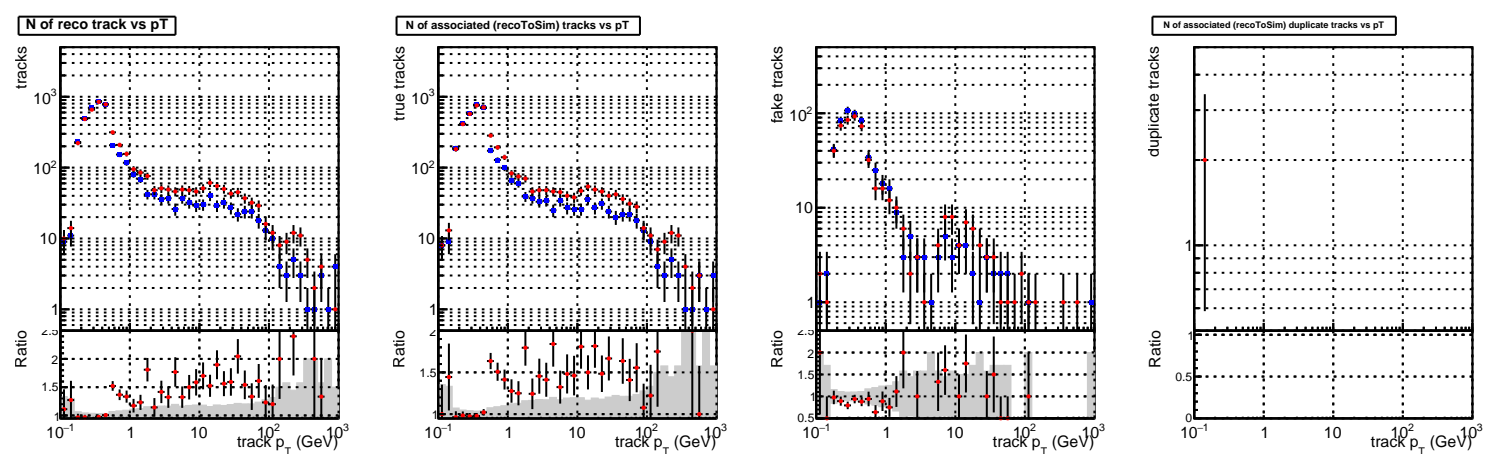 N of reco track vs pT
tracks
10³
10²
10
1
Ratio
2.5
2
1.5
1
10⁻¹ 1 10 10² 10³
track p_T (GeV)
N of associated (recoToSim) tracks vs pT
true tracks
10³
10²
10
1
Ratio
2
1.5
1
10⁻¹ 1 10 10² 10³
track p_T (GeV)
fake tracks
10²
10
1
Ratio
2.5
2
1.5
1
0.5
10⁻¹ 1 10 10² 10³
track p_T (GeV)
N of associated (recoToSim) duplicate tracks vs pT
duplicate tracks
1
Ratio
1
0.5
0
10⁻¹ 1 10 10² 10³
track p_T (GeV)